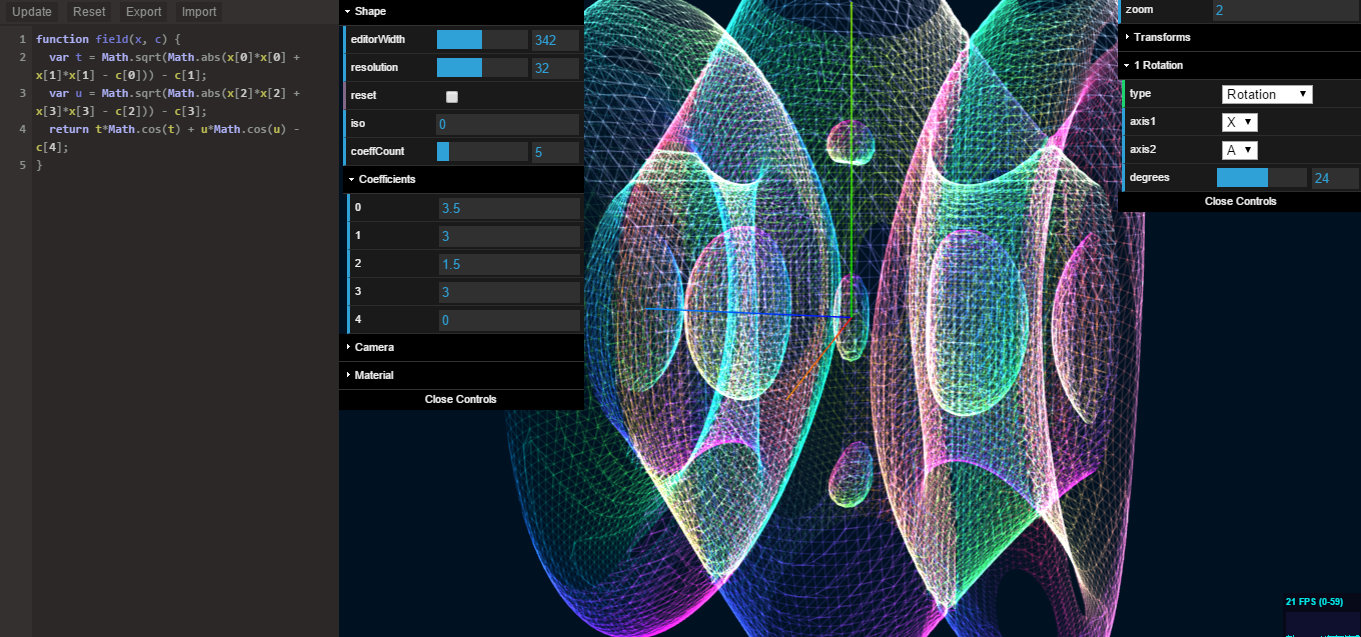 Update Reset Export Import
1 function field(x, c) {
2 var t = Math.sqrt(Math.abs(x[0]*x[0] +
x[1]*x[1] - c[0])) - c[1];
3 var u = Math.sqrt(Math.abs(x[2]*x[2] +
x[3]*x[3] - c[2])) - c[3];
4 return t*Math.cos(t) + u*Math.cos(u) -
c[4];
5 }
Shape
editorWidth 342
resolution 32
reset
iso 0
coeffCount 5
Coefficients
0 3.5
1 3
2 1.5
3 3
4 0
Camera
Material
Close Controls
zoom 2
Transforms
1 Rotation
type Rotation
axis1 X
axis2 A
degrees 24
Close Controls
21 FPS (0-59)